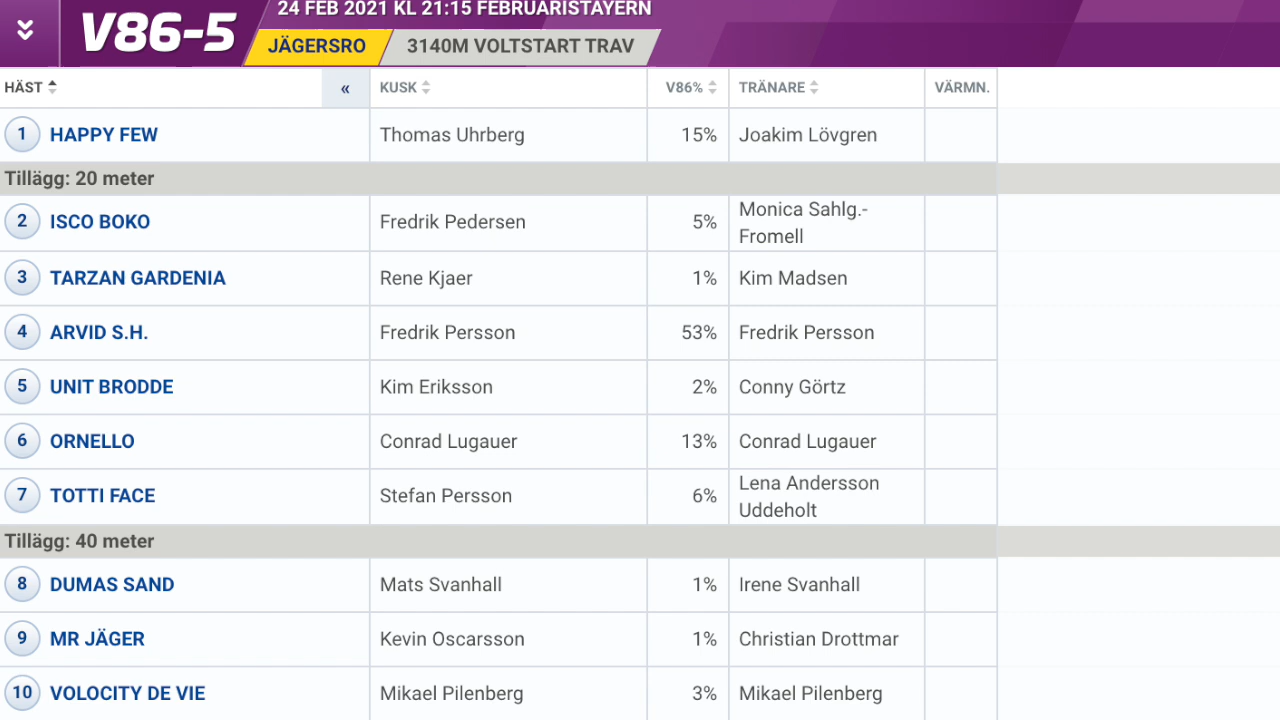 24 FEB 2021 KL 21:15 FEBRUARISTAYERN
V86-5
JÄGERSRO 3140M VOLTSTART TRAV
HÄST « KUSK V86% TRÄNARE VÄRMN.
1 HAPPY FEW Thomas Uhrberg 15% Joakim Lövgren
Tillägg: 20 meter
2 ISCO BOKO Fredrik Pedersen 5% Monica Sahlg.-
Fromell
3 TARZAN GARDENIA Rene Kjaer 1% Kim Madsen
4 ARVID S.H. Fredrik Persson 53% Fredrik Persson
5 UNIT BRODDE Kim Eriksson 2% Conny Görtz
6 ORNELLO Conrad Lugauer 13% Conrad Lugauer
7 TOTTI FACE Stefan Persson 6% Lena Andersson
Uddeholt
Tillägg: 40 meter
8 DUMAS SAND Mats Svanhall 1% Irene Svanhall
9 MR JÄGER Kevin Oscarsson 1% Christian Drottmar
10 VOLOCITY DE VIE Mikael Pilenberg 3% Mikael Pilenberg